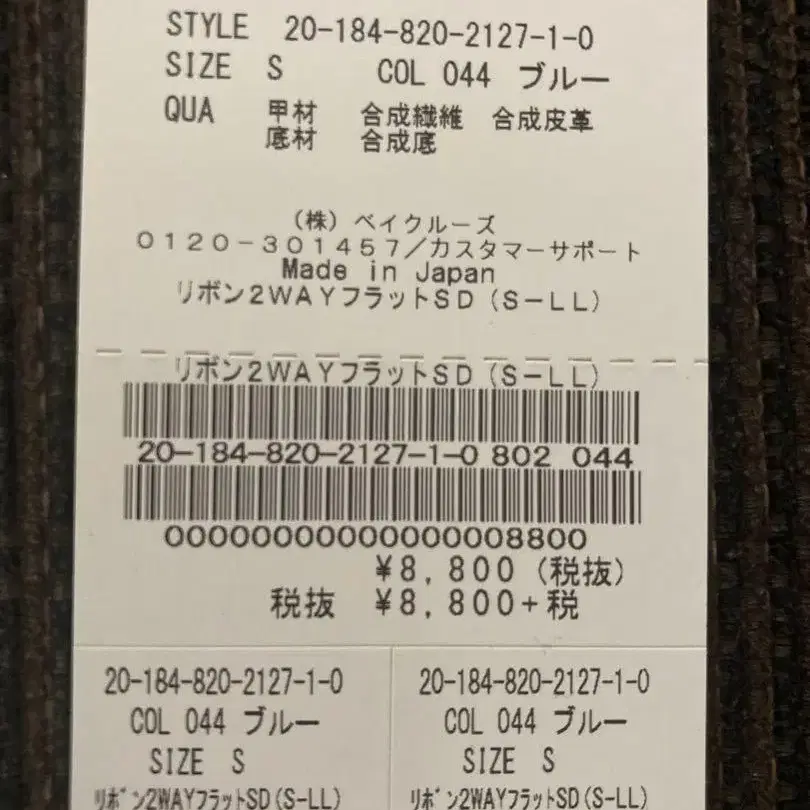 STYLE 20-184-820-2127-1-0
SIZE S COL 044 ブルー
QUA 甲材 合成繊維 合成皮革
底材 合成底
(株) ベイクルーズ
0120-301457/カスタマーサポート
Made in Japan
リボン2WAYフラットSD(S-LL)
リボン2WAYフラットSD(S-LL)
20-184-820-2127-1-0 802 044
00000000000000000008800
¥8,800(税抜)
税抜 ¥8,800+税
20-184-820-2127-1-0 20-184-820-2127-1-0
COL 044 ブルー COL 044 ブルー
SIZE S SIZE S
リボン2WAYフラットSD(S-LL) リボン2WAYフラットSD(S-LL)